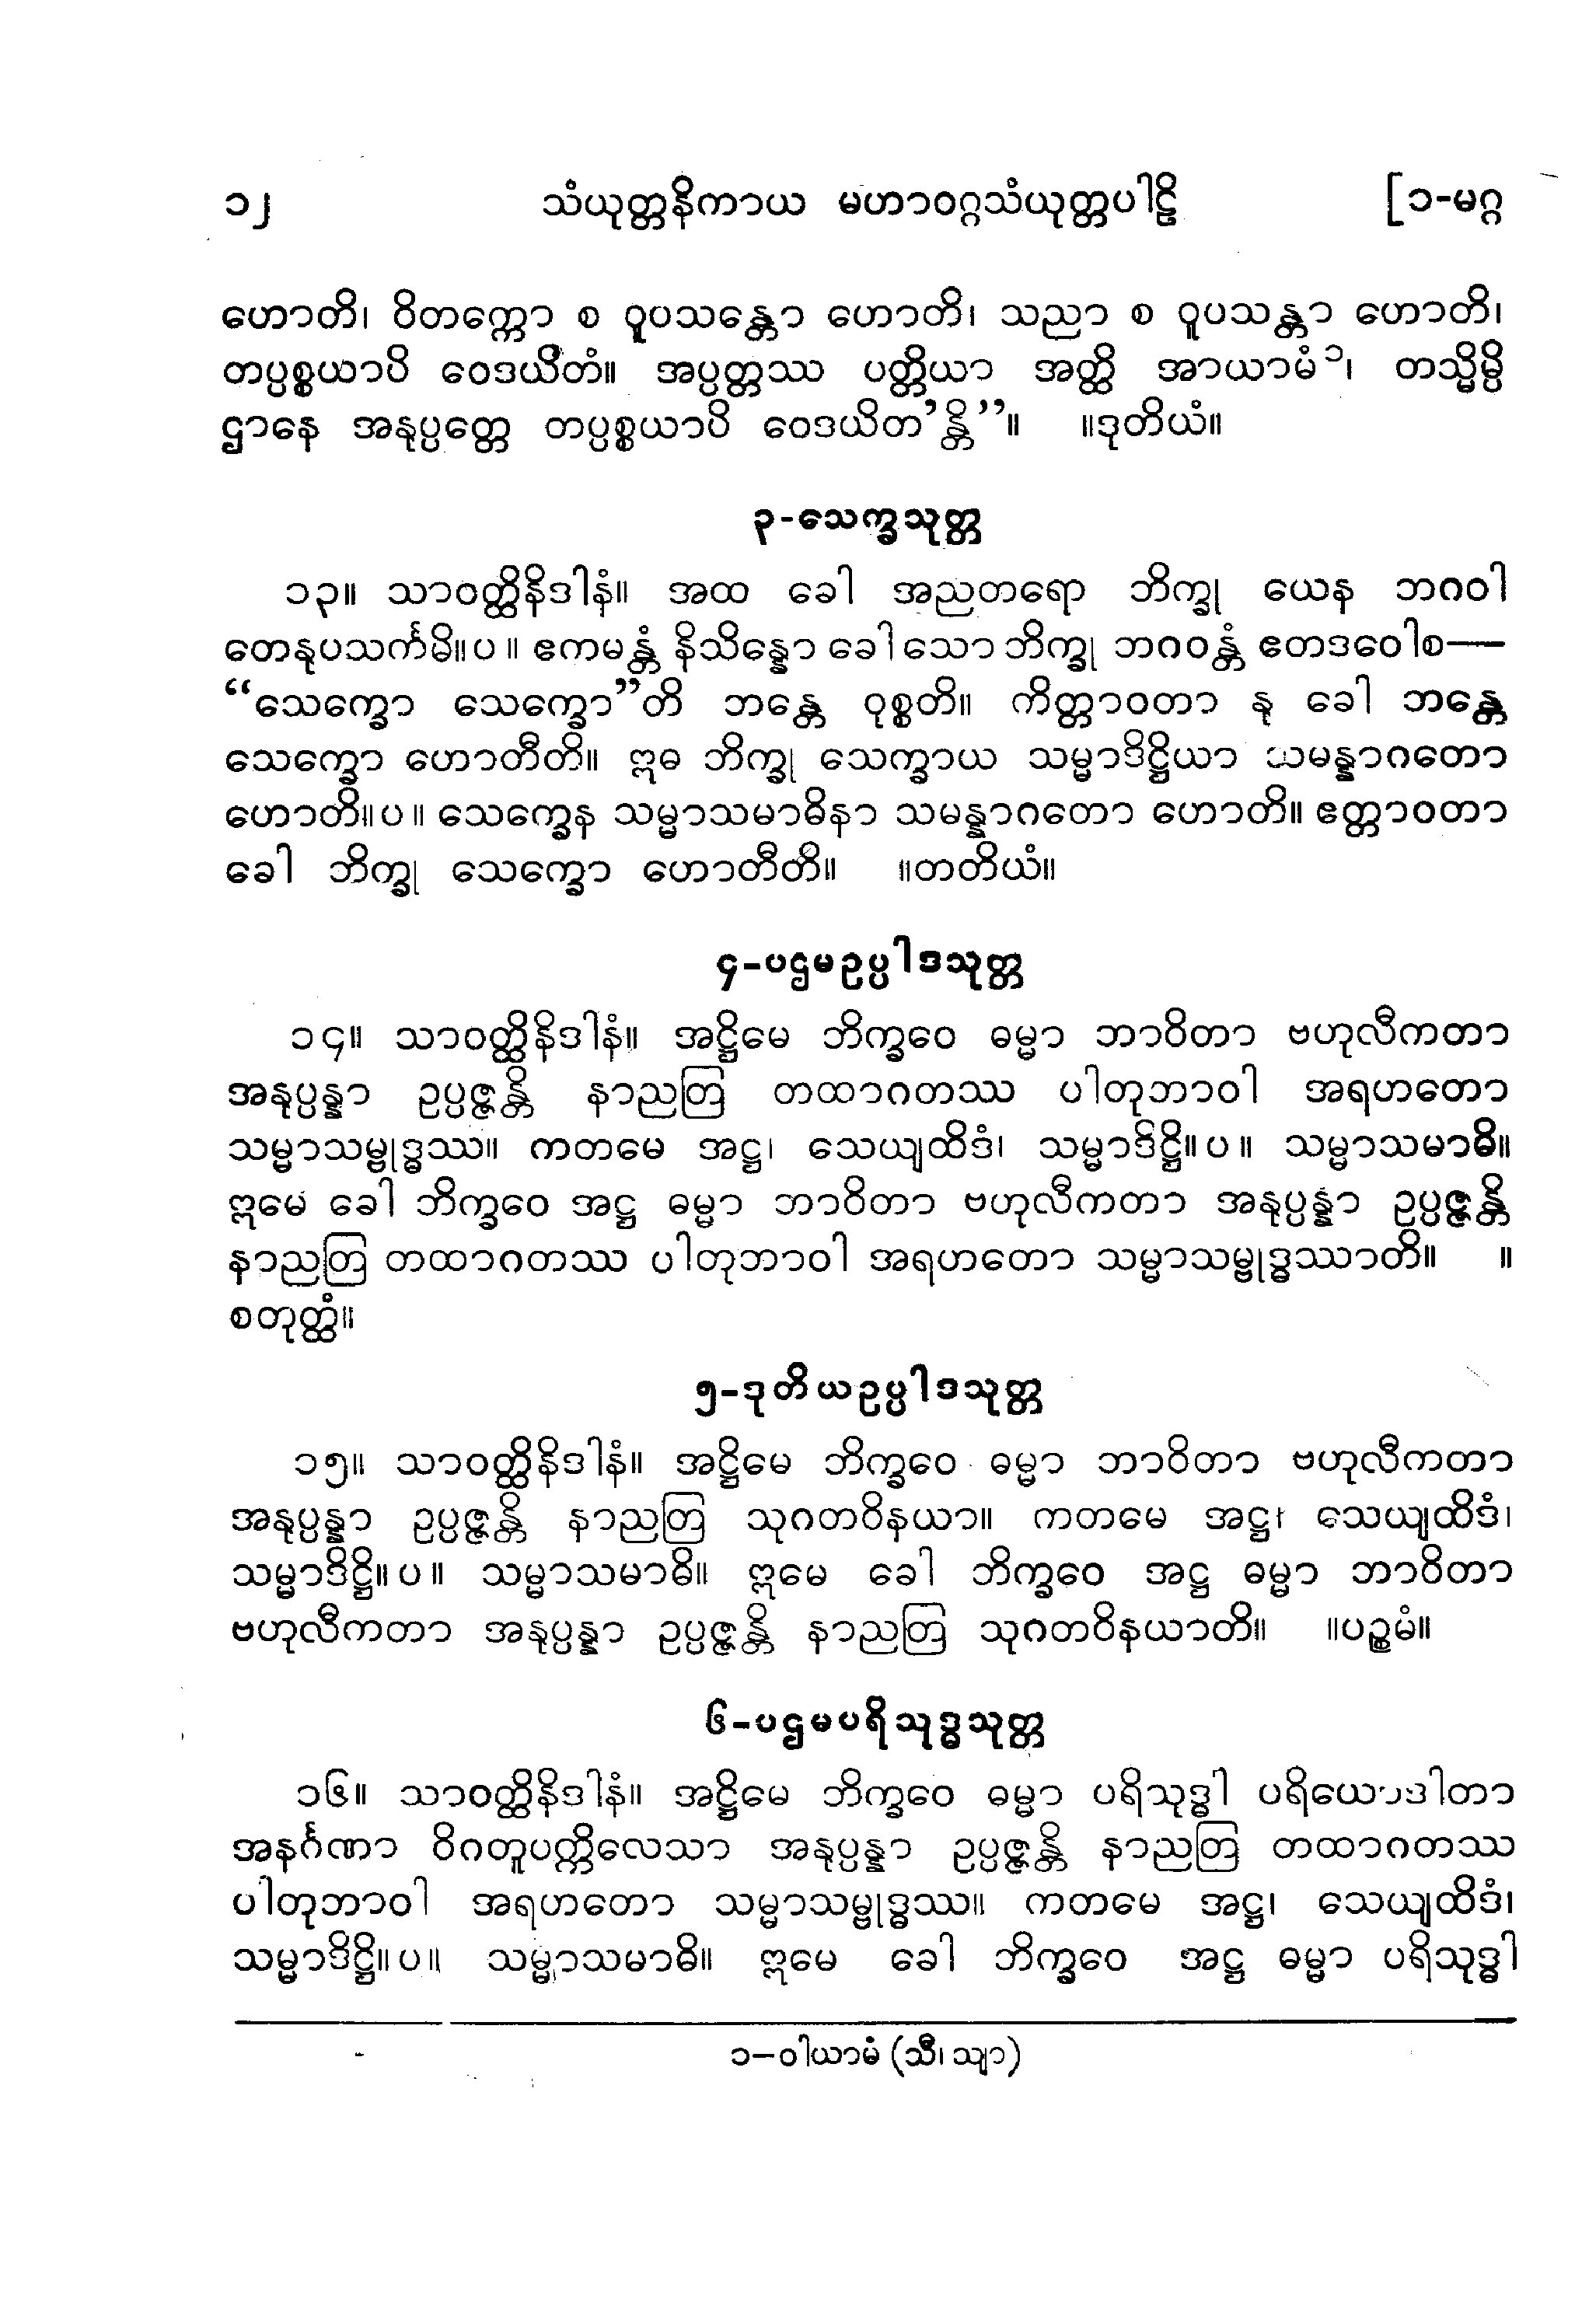 ၁၂ သံယုတ္တနိကာယ မဟာဝဂ္ဂသံယုတ္တပါဠိ [၁-မဂ္ဂ
ဟောတိ၊ ဝိတက္ကော စ ဝူပသန္တော ဟောတိ၊ သညာ စ ဝူပသန္တာ ဟောတိ၊
တပ္ပစ္စယာပိ ဝေဒယိတံ။ အပ္ပတ္တဿ ပတ္တိယာ အတ္ထိ အာယာမံ၁၊ တသ္မိမ္ပိ
ဌာနေ အနုပ္ပတ္တေ တပ္ပစ္စယာပိ ဝေဒယိတ’န္တိ”။ ။ဒုတိယံ။
၃-သေက္ခသုတ္တ
၁၃။ သာဝတ္ထိနိဒါနံ။ အထ ခေါ အညတရော ဘိက္ခု ယေန ဘဂဝါ
တေနုပသင်္ကမိ။ပ။ ဧကမန္တံ နိသိန္နော ခေါ သော ဘိက္ခု ဘဂဝန္တံ ဧတဒဝေါစ—
“သေက္ခော သေက္ခော”တိ ဘန္တေ ဝုစ္စတိ။ ကိတ္တာဝတာ နု ခေါ ဘန္တေ
သေက္ခော ဟောတီတိ။ ဣဓ ဘိက္ခု သေက္ခာယ သမ္မာဒိဋ္ဌိယာ သမန္နာဂတော
ဟောတိ။ပ။ သေက္ခေန သမ္မာသမာဓိနာ သမန္နာဂတော ဟောတိ။ ဧတ္တာဝတာ
ခေါ ဘိက္ခု သေက္ခော ဟောတီတိ။ ။တတိယံ။
၄-ပဌမဥပ္ပါဒသုတ္တ
၁၄။ သာဝတ္ထိနိဒါနံ။ အဋ္ဌိမေ ဘိက္ခဝေ ဓမ္မာ ဘာဝိတာ ဗဟုလီကတာ
အနုပ္ပန္နာ ဥပ္ပဇ္ဇန္တိ နာညတြ တထာဂတဿ ပါတုဘာဝါ အရဟတော
သမ္မာသမ္ဗုဒ္ဓဿ။ ကတမေ အဋ္ဌ၊ သေယျထိဒံ၊ သမ္မာဒိဋ္ဌိ။ပ။ သမ္မာသမာဓိ။
ဣမေ ခေါ ဘိက္ခဝေ အဋ္ဌ ဓမ္မာ ဘာဝိတာ ဗဟုလီကတာ အနုပ္ပန္နာ ဥပ္ပဇ္ဇန္တိ
နာညတြ တထာဂတဿ ပါတုဘာဝါ အရဟတော သမ္မာသမ္ဗုဒ္ဓဿာတိ။ ။
စတုတ္ထံ။
၅-ဒုတိယဥပ္ပါဒသုတ္တ
၁၅။ သာဝတ္ထိနိဒါနံ။ အဋ္ဌိမေ ဘိက္ခဝေ ဓမ္မာ ဘာဝိတာ ဗဟုလီကတာ
အနုပ္ပန္နာ ဥပ္ပဇ္ဇန္တိ နာညတြ သုဂတဝိနယာ။ ကတမေ အဋ္ဌ၊ သေယျထိဒံ၊
သမ္မာဒိဋ္ဌိ။ပ။ သမ္မာသမာဓိ။ ဣမေ ခေါ ဘိက္ခဝေ အဋ္ဌ ဓမ္မာ ဘာဝိတာ
ဗဟုလီကတာ အနုပ္ပန္နာ ဥပ္ပဇ္ဇန္တိ နာညတြ သုဂတဝိနယာတိ။ ။ပဉ္စမံ။
၆-ပဌမပရိသုဒ္ဓသုတ္တ
၁၆။ သာဝတ္ထိနိဒါနံ။ အဋ္ဌိမေ ဘိက္ခဝေ ဓမ္မာ ပရိသုဒ္ဓါ ပရိယောဒါတာ
အနင်္ဂဏာ ဝိဂတူပက္ကိလေသာ အနုပ္ပန္နာ ဥပ္ပဇ္ဇန္တိ နာညတြ တထာဂတဿ
ပါတုဘာဝါ အရဟတော သမ္မာသမ္ဗုဒ္ဓဿ။ ကတမေ အဋ္ဌ၊ သေယျထိဒံ၊
သမ္မာဒိဋ္ဌိ။ပ။ သမ္မာသမာဓိ။ ဣမေ ခေါ ဘိက္ခဝေ အဋ္ဌ ဓမ္မာ ပရိသုဒ္ဓါ
၁–ဝါယာမံ (သီ၊ သျာ)